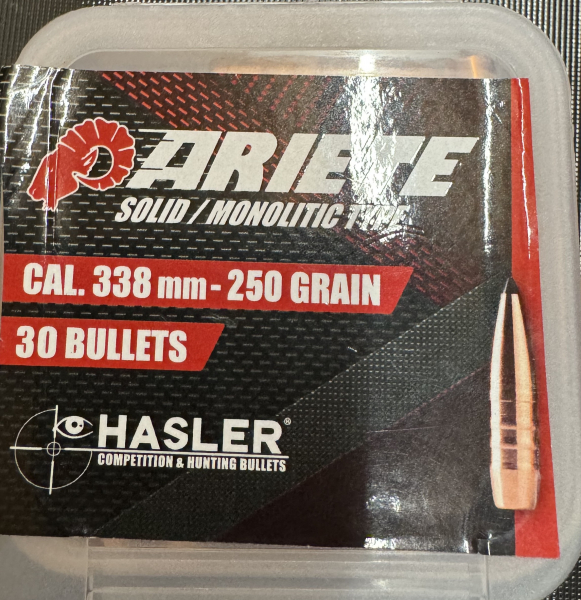 ARIETE
SOLID / MONOLITIC TYPE
CAL. 338 mm - 250 GRAIN
30 BULLETS
HASLER®
COMPETITION & HUNTING BULLETS